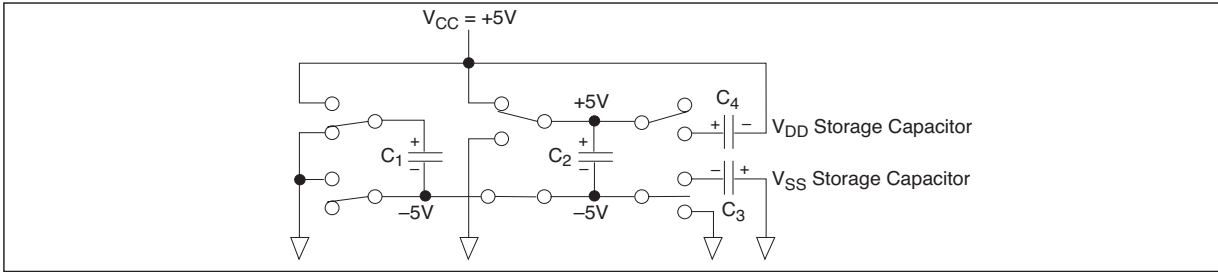 V_CC = +5V
+5V
C_4
+ −
V_DD Storage Capacitor
+
C_1
−
+
C_2
−
− +
V_SS Storage Capacitor
−5V
−5V
C_3